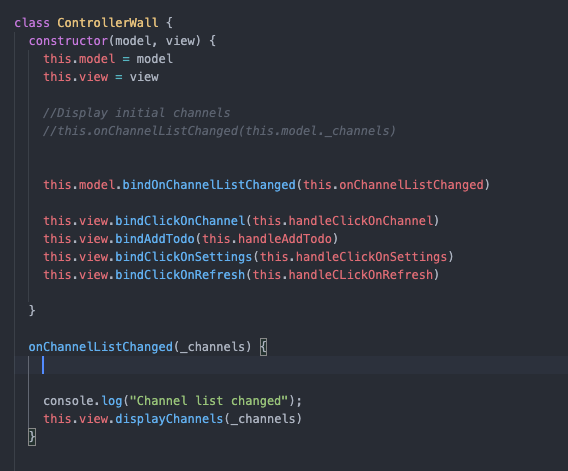 class ControllerWall {
constructor(model, view) {
this.model = model
this.view = view
//Display initial channels
//this.onChannelListChanged(this.model._channels)
this.model.bindOnChannelListChanged(this.onChannelListChanged)
this.view.bindClickOnChannel(this.handleClickOnChannel)
this.view.bindAddTodo(this.handleAddTodo)
this.view.bindClickOnSettings(this.handleClickOnSettings)
this.view.bindClickOnRefresh(this.handleCLickOnRefresh)
}
onChannelListChanged(_channels) {
console.log("Channel list changed");
this.view.displayChannels(_channels)
}